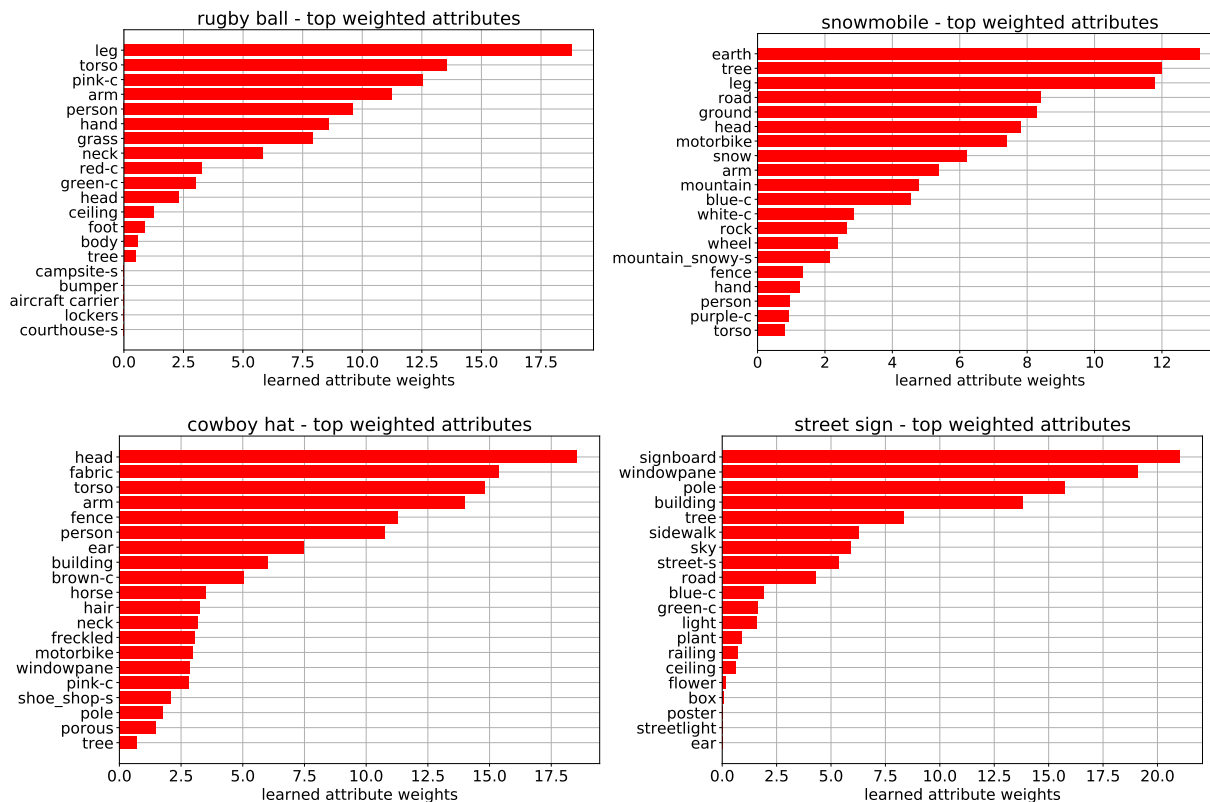 rugby ball - top weighted attributes
leg
torso
pink-c
arm
person
hand
grass
neck
red-c
green-c
head
ceiling
foot
body
tree
campsite-s
bumper
aircraft carrier
lockers
courthouse-s
0.0 2.5 5.0 7.5 10.0 12.5 15.0 17.5
learned attribute weights
snowmobile - top weighted attributes
earth
tree
leg
road
ground
head
motorbike
snow
arm
mountain
blue-c
white-c
rock
wheel
mountain_snowy-s
fence
hand
person
purple-c
torso
0 2 4 6 8 10 12
learned attribute weights
cowboy hat - top weighted attributes
head
fabric
torso
arm
fence
person
ear
building
brown-c
horse
hair
neck
freckled
motorbike
windowpane
pink-c
shoe_shop-s
pole
porous
tree
0.0 2.5 5.0 7.5 10.0 12.5 15.0 17.5
learned attribute weights
street sign - top weighted attributes
signboard
windowpane
pole
building
tree
sidewalk
sky
street-s
road
blue-c
green-c
light
plant
railing
ceiling
flower
box
poster
streetlight
ear
0.0 2.5 5.0 7.5 10.0 12.5 15.0 17.5 20.0
learned attribute weights